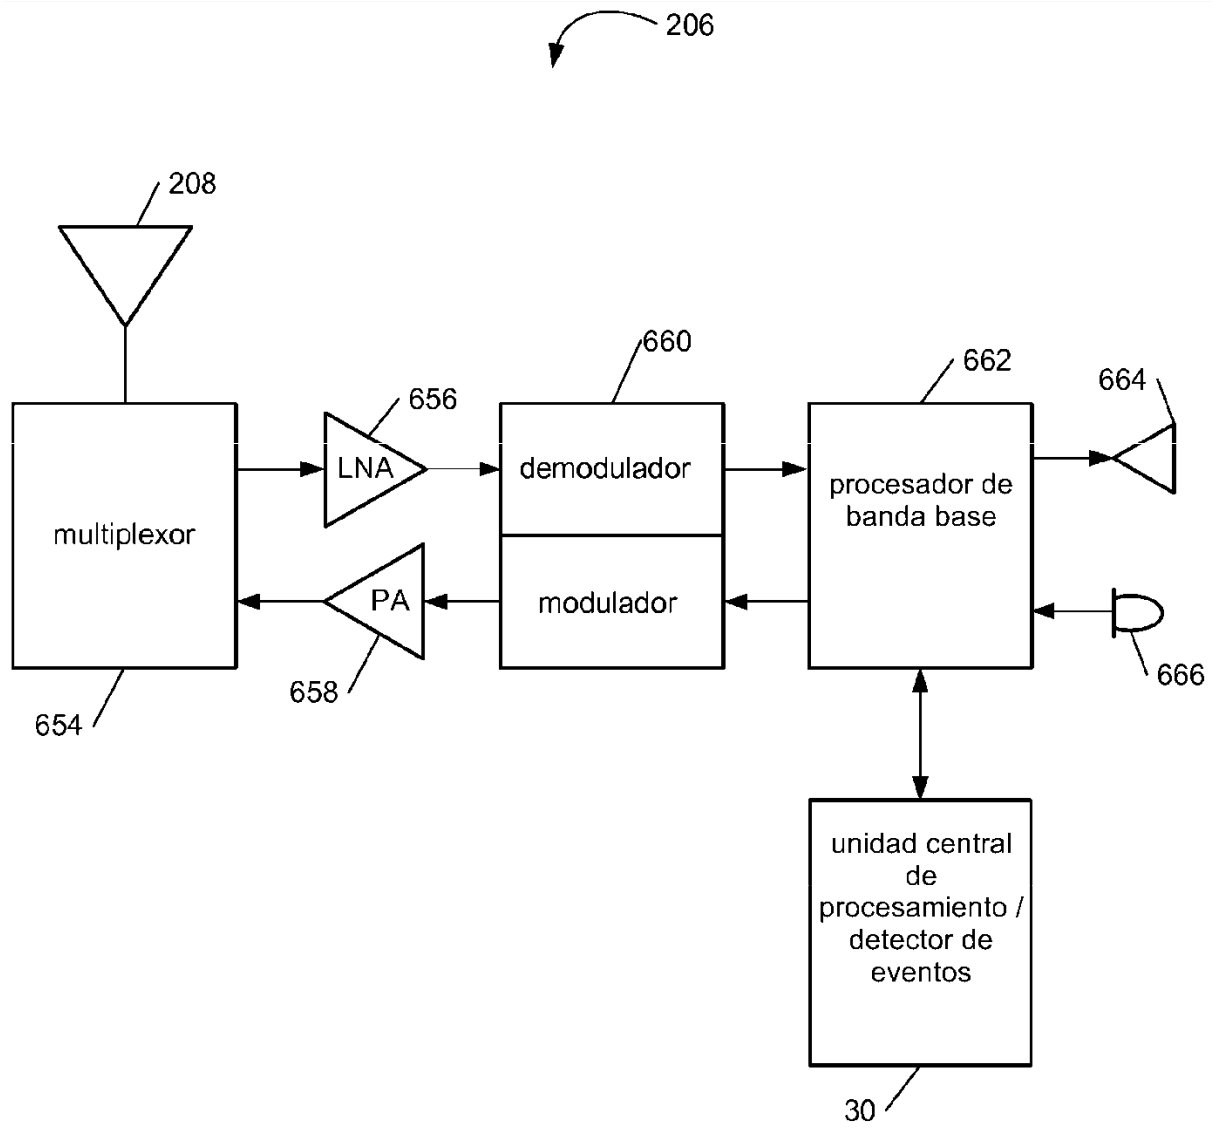 206
208
660
662
664
656
LNA
demodulador
procesador de
banda base
multiplexor
PA
modulador
658
666
654
unidad central
de
procesamiento /
detector de
eventos
30